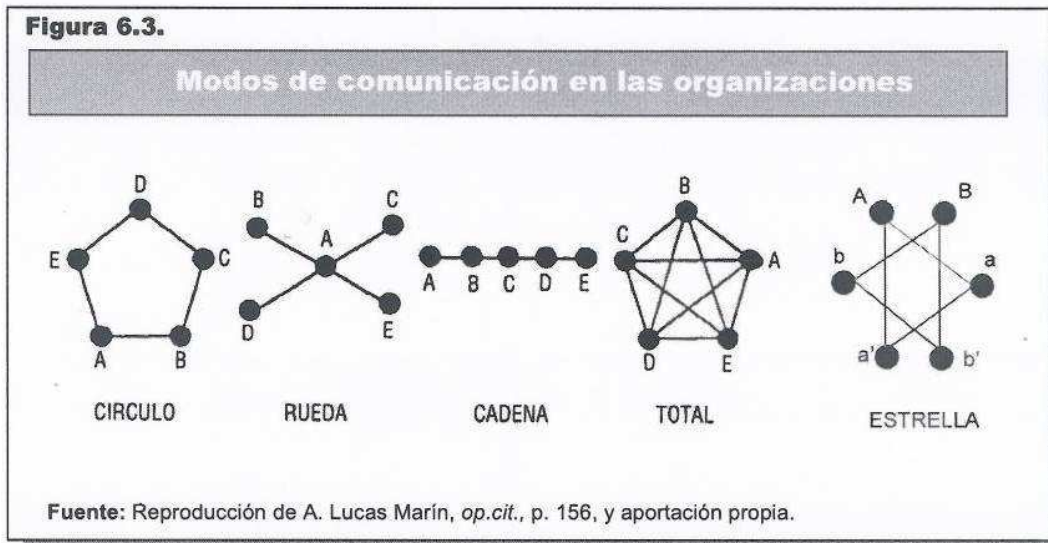 Figura 6.3.
Modos de comunicación en las organizaciones
D
E
C
A
B
CIRCULO
B
C
A
D
E
RUEDA
A B C D E
CADENA
B
C
A
D
E
TOTAL
A
B
b
a
a'
b'
ESTRELLA
Fuente: Reproducción de A. Lucas Marín, op.cit., p. 156, y aportación propia.